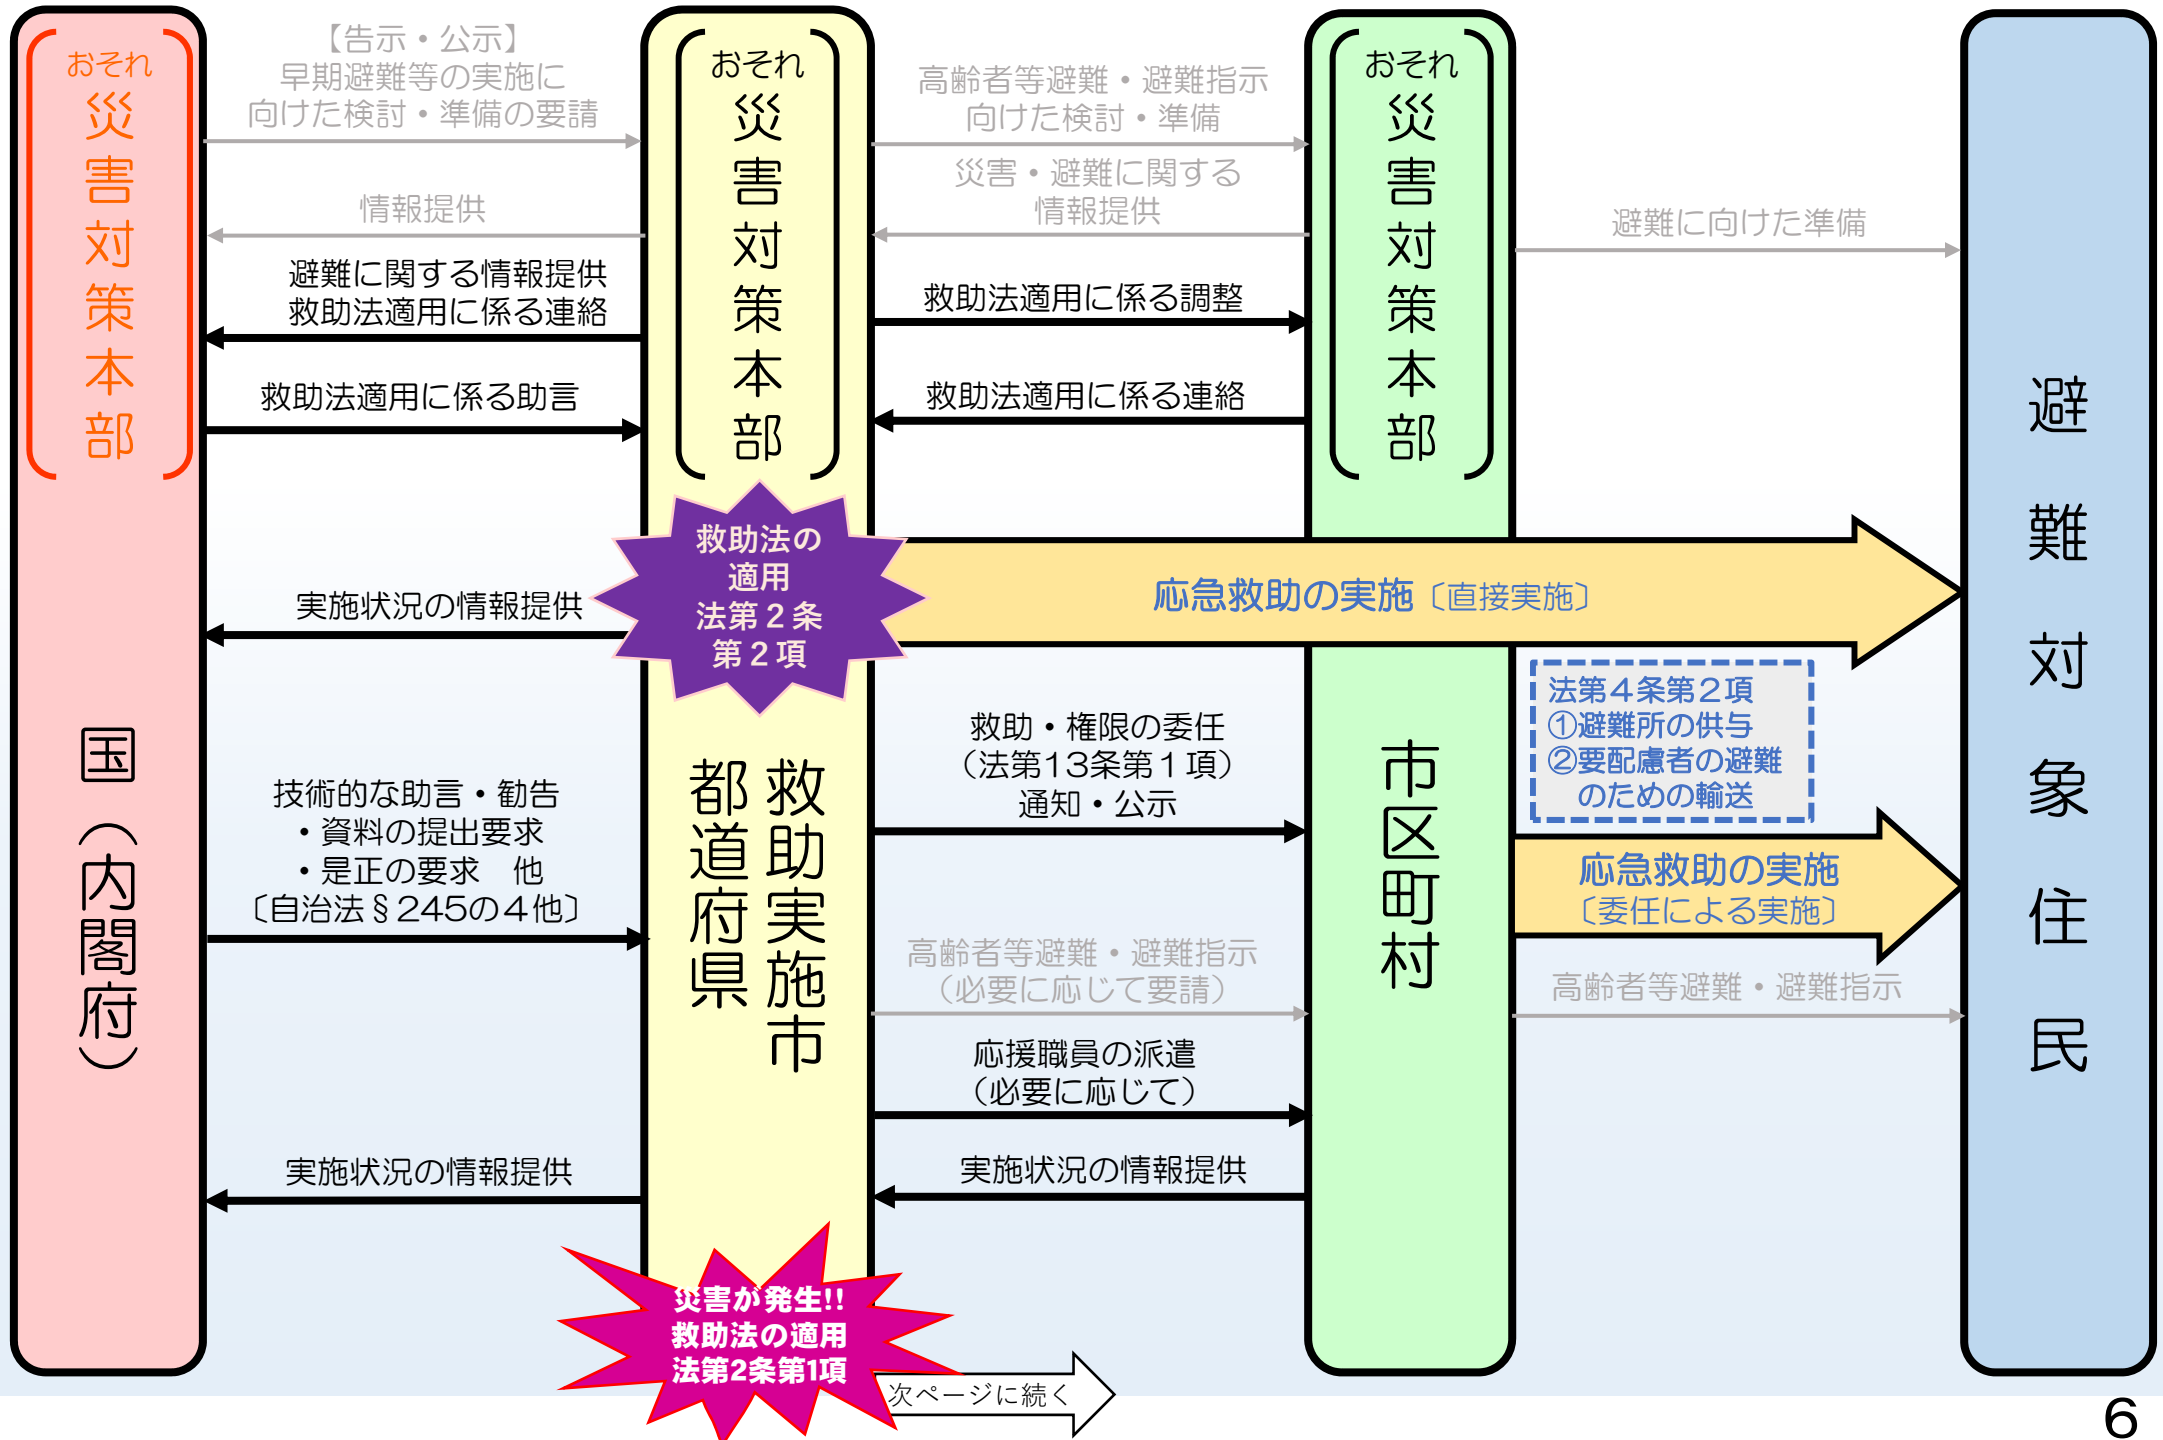 おそれ
災害対策本部
国（内閣府）
【告示・公示】
早期避難等の実施に
向けた検討・準備の要請
情報提供
避難に関する情報提供
救助法適用に係る連絡
救助法適用に係る助言
実施状況の情報提供
技術的な助言・勧告
・資料の提出要求
・是正の要求　他
〔自治法§245の４他〕
実施状況の情報提供
おそれ
災害対策本部
救助法の
適用
法第２条
第２項
救助実施市
都道府県
災害が発生!!
救助法の適用
法第2条第1項
次ページに続く
高齢者等避難・避難指示
向けた検討・準備
災害・避難に関する
情報提供
救助法適用に係る調整
救助法適用に係る連絡
応急救助の実施〔直接実施〕
救助・権限の委任
（法第13条第１項）
通知・公示
高齢者等避難・避難指示
（必要に応じて要請）
応援職員の派遣
（必要に応じて）
実施状況の情報提供
おそれ
災害対策本部
市区町村
避難に向けた準備
法第４条第２項
①避難所の供与
②要配慮者の避難
のための輸送
応急救助の実施
〔委任による実施〕
高齢者等避難・避難指示
避難対象住民
6